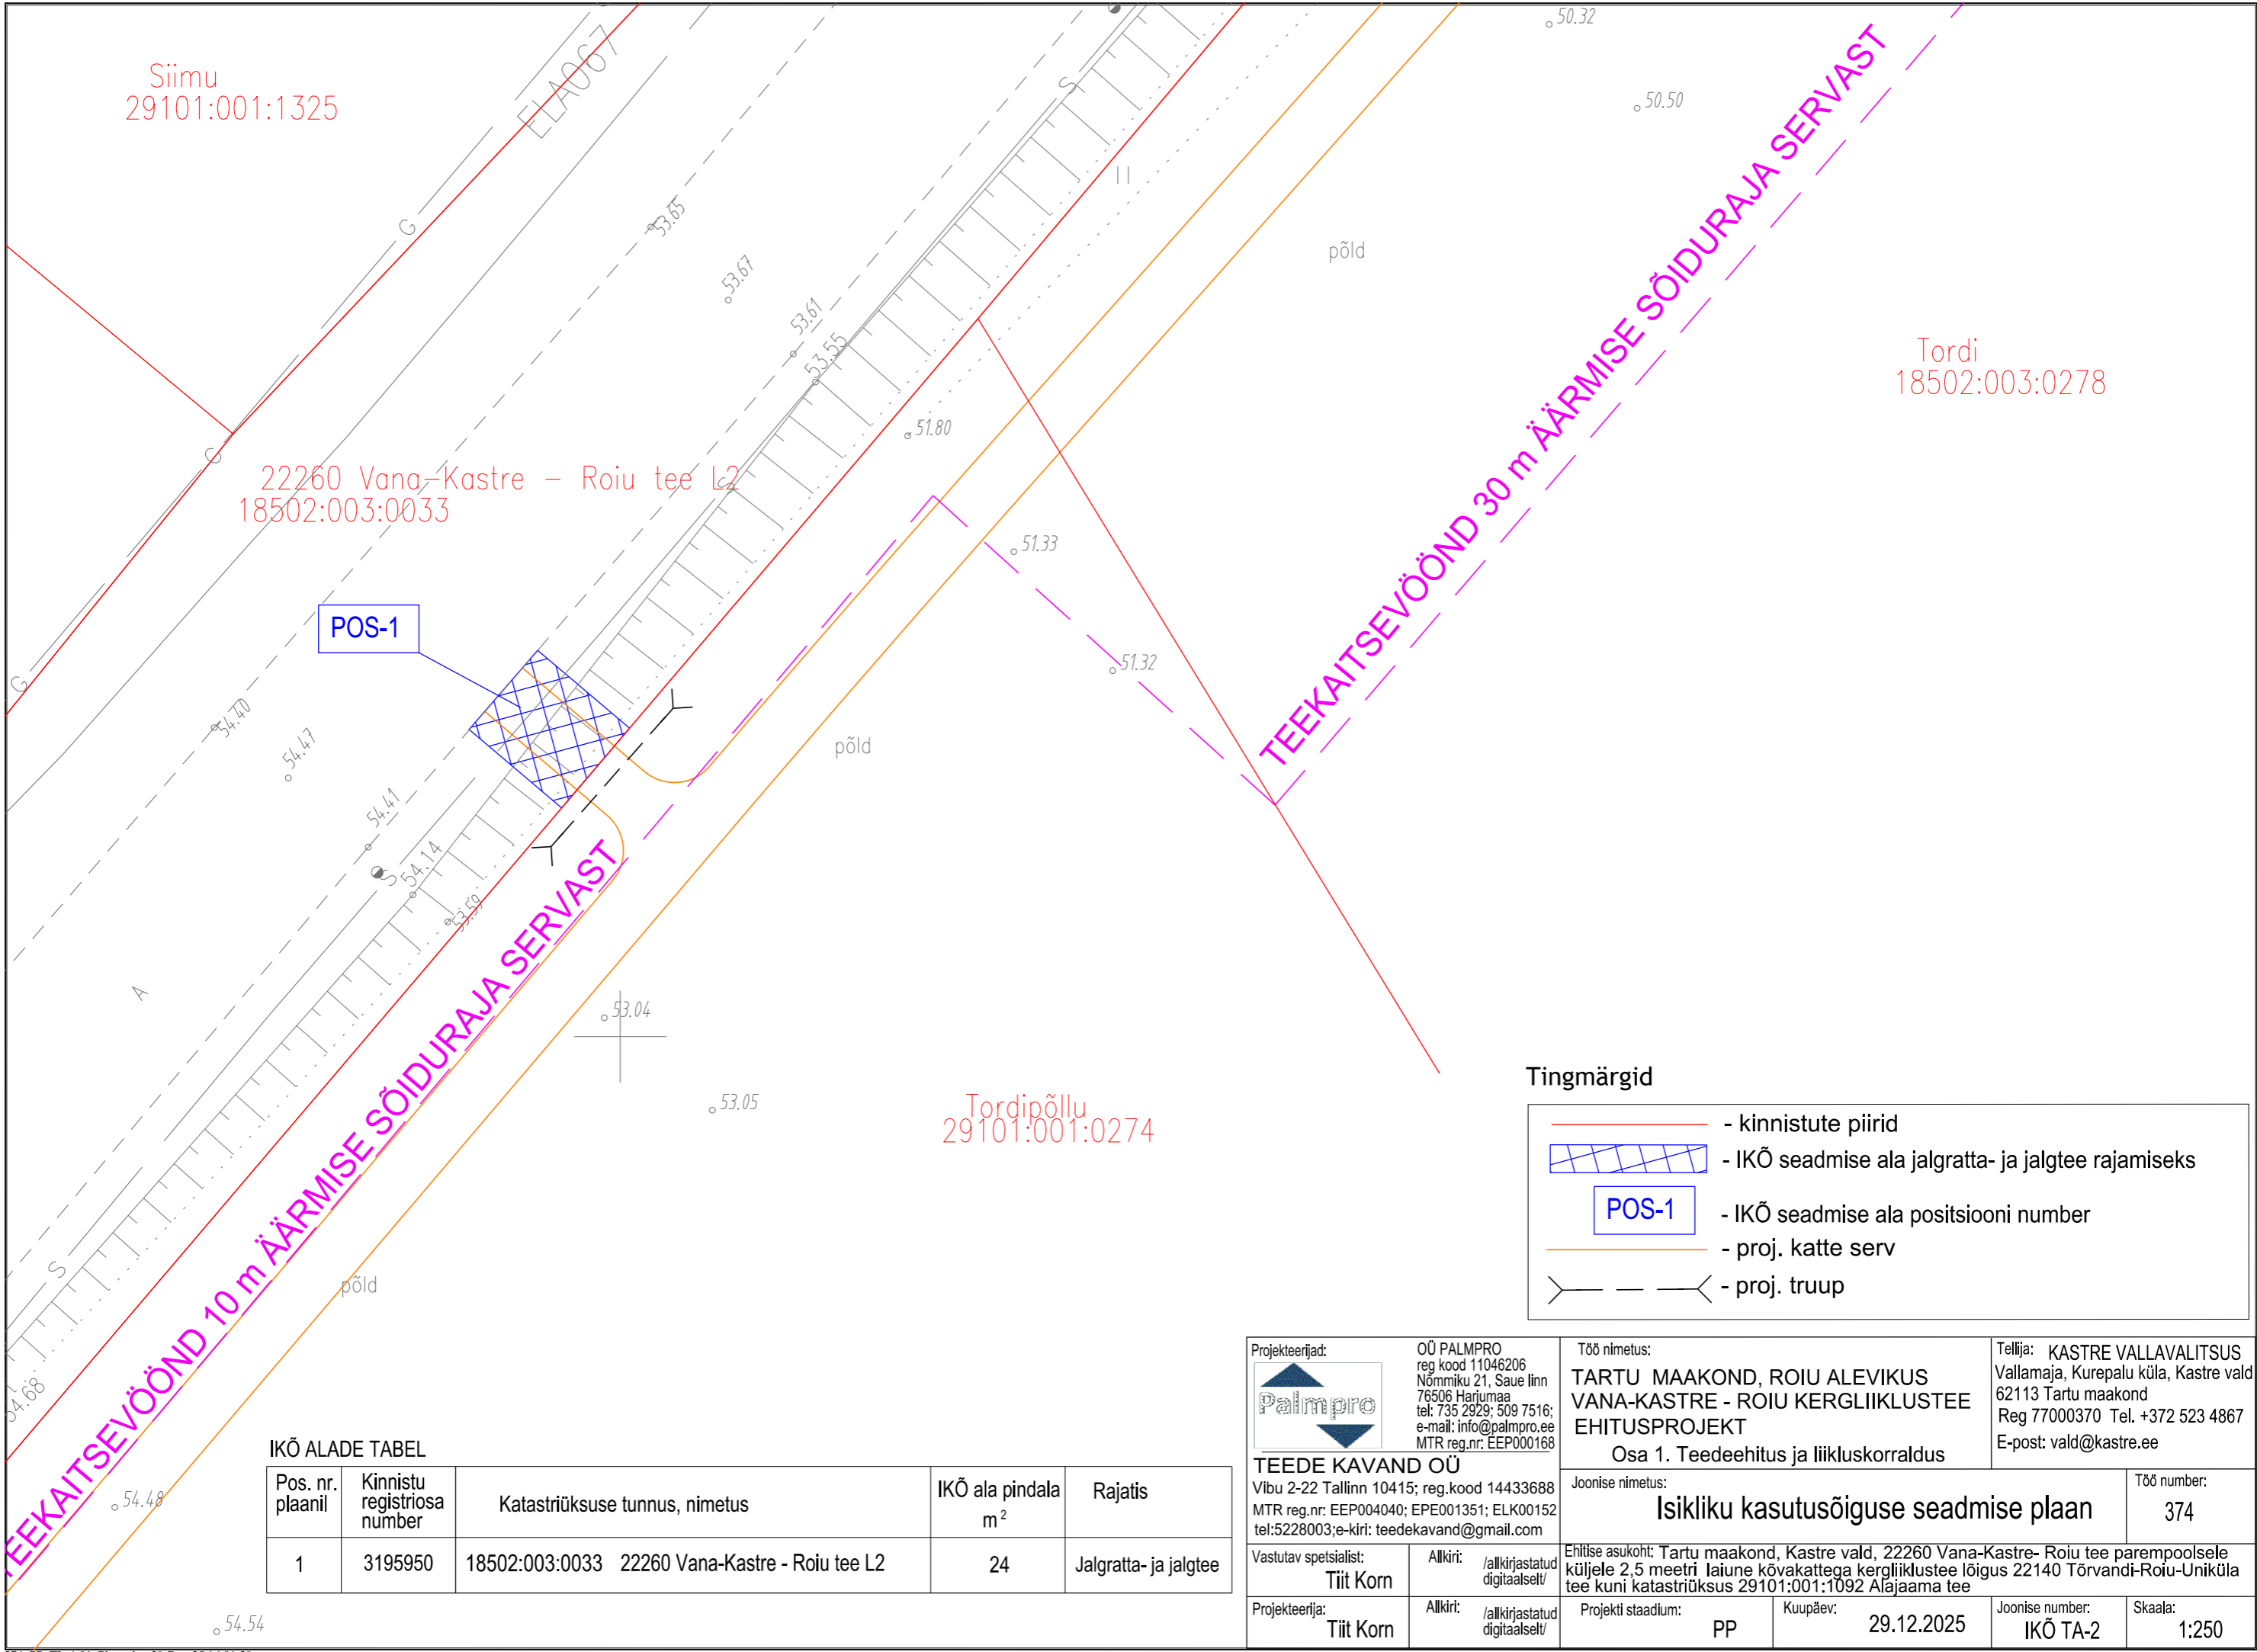 Siimu
29101:001:1325
ELA067
50.32
50.50
S
G
II
53.65
53.67
53.61
53.55
põld
TEEKAITSEVÖÖND 30 m ÄÄRMISE SÕIDURAJA SERVAST
Tordi
18502:003:0278
51.80
G
22260 Vana-Kastre - Roiu tee L2
18502:003:0033
S
51.33
POS-1
51.32
G
54.40
54.47
põld
54.41
S
54.14
53.59
A
53.04
TEEKAITSEVÖÖND 10 m ÄÄRMISE SÕIDURAJA SERVAST
53.05
Tordipõllu
29101:001:0274
S
põld
54.68
54.48
54.54
Tingmärgid
- kinnistute piirid
- IKÕ seadmise ala jalgratta- ja jalgtee rajamiseks
POS-1
- IKÕ seadmise ala positsiooni number
- proj. katte serv
- proj. truup
IKÕ ALADE TABEL
Pos. nr. plaanil
Kinnistu registriosa number
Katastriüksuse tunnus, nimetus
IKÕ ala pindala m²
Rajatis
1
3195950
18502:003:0033 22260 Vana-Kastre - Roiu tee L2
24
Jalgratta- ja jalgtee
Projekteerijad:
Palmpro
OÜ PALMPRO
reg kood 11046206
Nõmmiku 21, Saue linn
76506 Harjumaa
tel: 735 2929; 509 7516;
e-mail: info@palmpro.ee
MTR reg.nr: EEP000168
TEEDE KAVAND OÜ
Vibu 2-22 Tallinn 10415; reg.kood 14433688
MTR reg.nr: EEP004040; EPE001351; ELK00152
tel:5228003;e-kiri: teedekavand@gmail.com
Töö nimetus:
TARTU MAAKOND, ROIU ALEVIKUS
VANA-KASTRE - ROIU KERGLIIKLUSTEE
EHITUSPROJEKT
Osa 1. Teedeehitus ja liikluskorraldus
Tellija: KASTRE VALLAVALITSUS
Vallamaja, Kurepalu küla, Kastre vald
62113 Tartu maakond
Reg 77000370 Tel. +372 523 4867
E-post: vald@kastre.ee
Joonise nimetus:
Isikliku kasutusõiguse seadmise plaan
Töö number:
374
Vastutav spetsialist:
Tiit Korn
Allkiri:
/allkirjastatud
digitaalselt/
Ehitise asukoht: Tartu maakond, Kastre vald, 22260 Vana-Kastre- Roiu tee parempoolsele
küljele 2,5 meetri laiune kõvakattega kergliiklustee lõigus 22140 Tõrvandi-Roiu-Uniküla
tee kuni katastriüksus 29101:001:1092 Alajaama tee
Projekteerija:
Tiit Korn
Allkiri:
/allkirjastatud
digitaalselt/
Projekti staadium:
PP
Kuupäev:
29.12.2025
Joonise number:
IKÕ TA-2
Skaala:
1:250